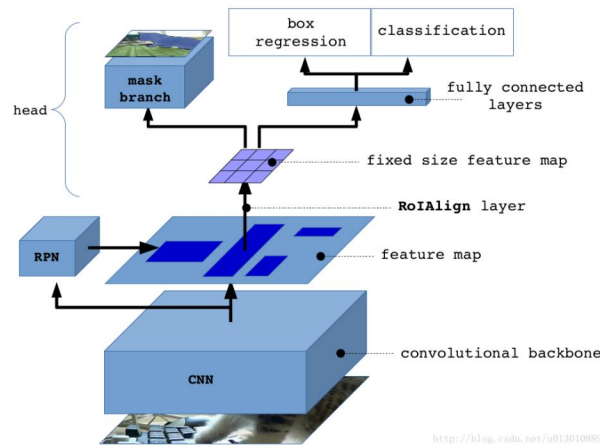 box
regression
classification
mask
branch
head
fully connected
layers
fixed size feature map
RoIAlign layer
RPN
feature map
convolutional backbone
CNN